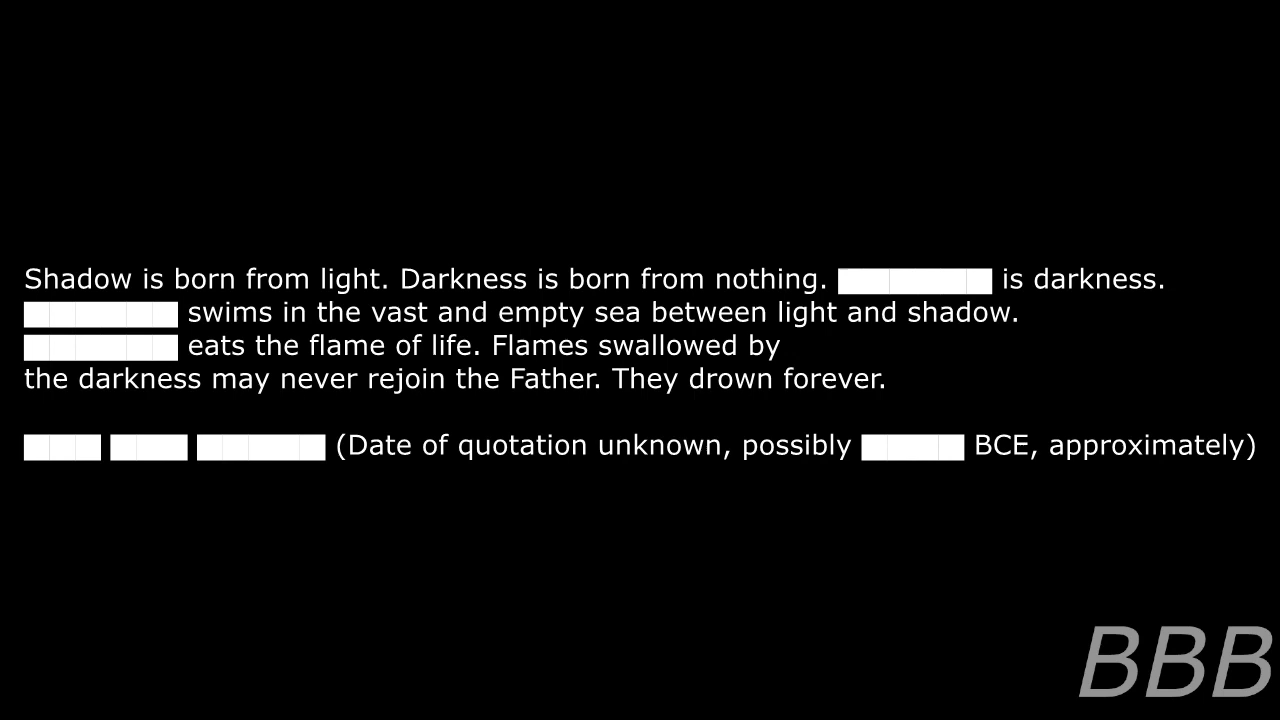 Shadow is born from light. Darkness is born from nothing. ██████ is darkness.
██████ swims in the vast and empty sea between light and shadow.
██████ eats the flame of life. Flames swallowed by
the darkness may never rejoin the Father. They drown forever.
███ ███ █████ (Date of quotation unknown, possibly ████ BCE, approximately)
BBB